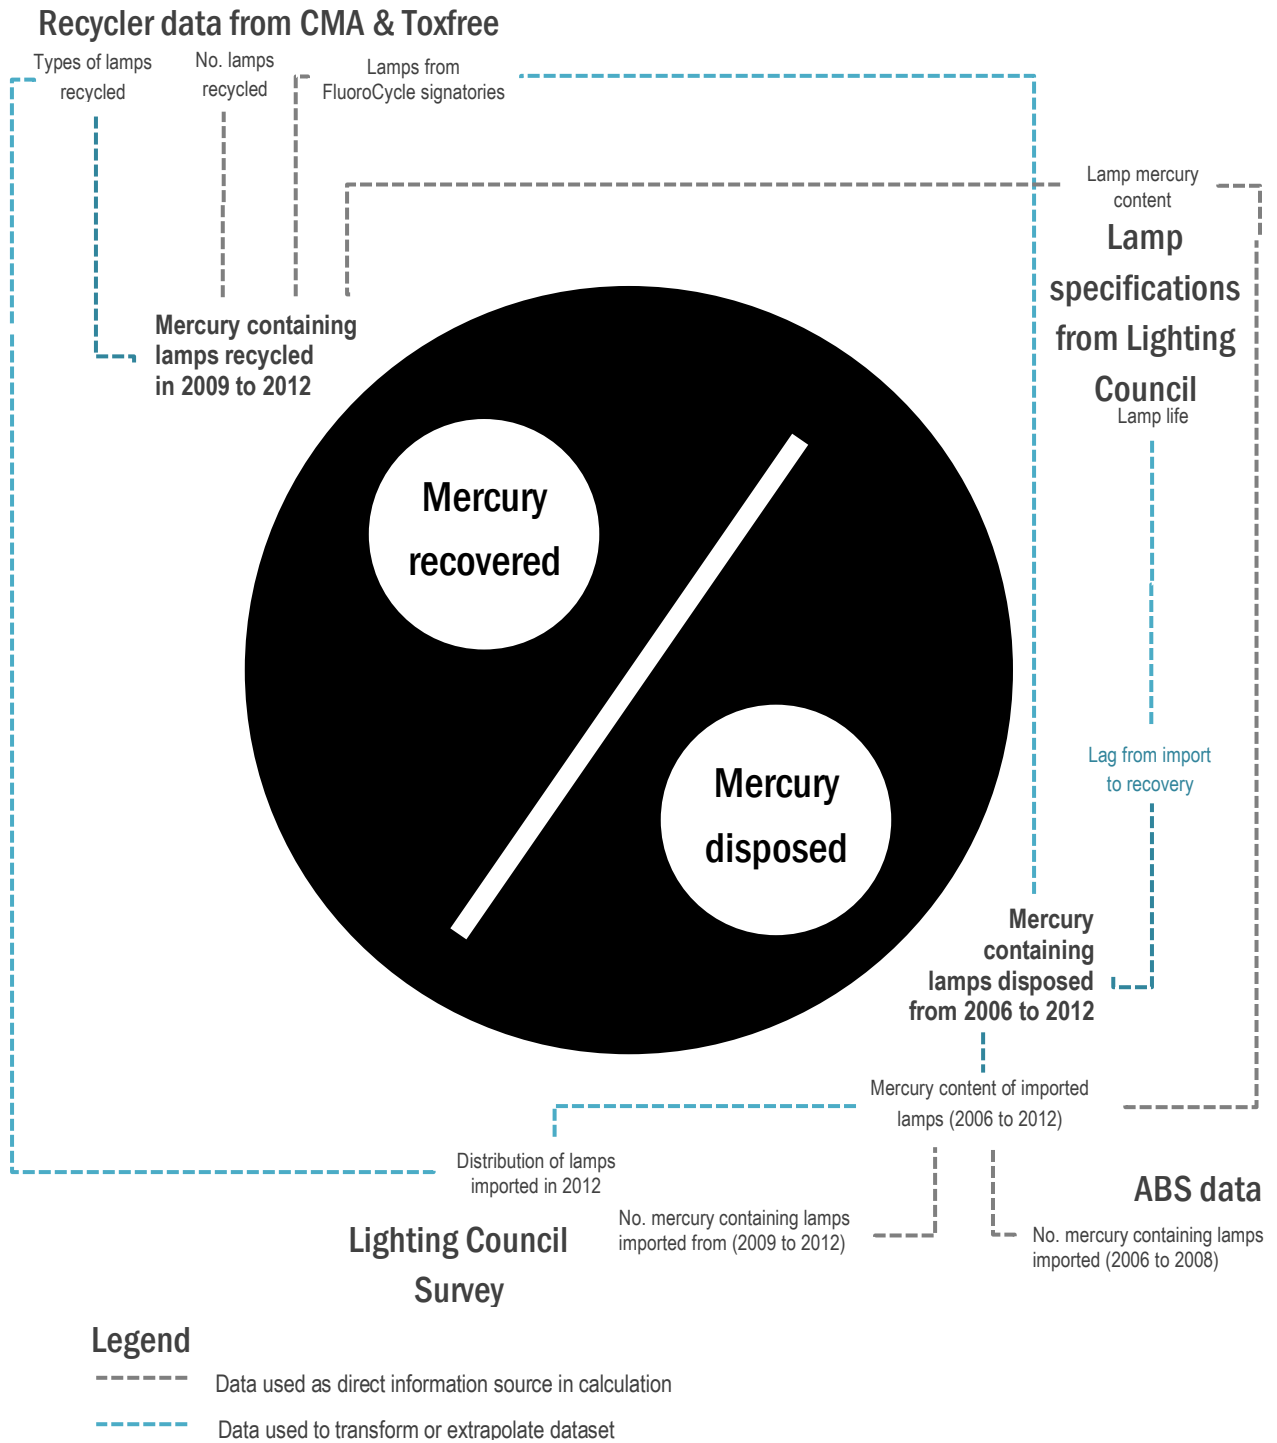 Recycler data from CMA & Toxfree
Types of lamps
recycled
No. lamps
recycled
Lamps from
FluoroCycle signatories
Lamp mercury
content
Lamp
specifications
from Lighting
Council
Lamp life
Mercury containing
lamps recycled
in 2009 to 2012
Mercury
recovered
Mercury
disposed
Lag from import
to recovery
Mercury
containing
lamps disposed
from 2006 to 2012
Mercury content of imported
lamps (2006 to 2012)
Distribution of lamps
imported in 2012
Lighting Council
Survey
No. mercury containing lamps
imported from (2009 to 2012)
ABS data
No. mercury containing lamps
imported (2006 to 2008)
Legend
Data used as direct information source in calculation
Data used to transform or extrapolate dataset